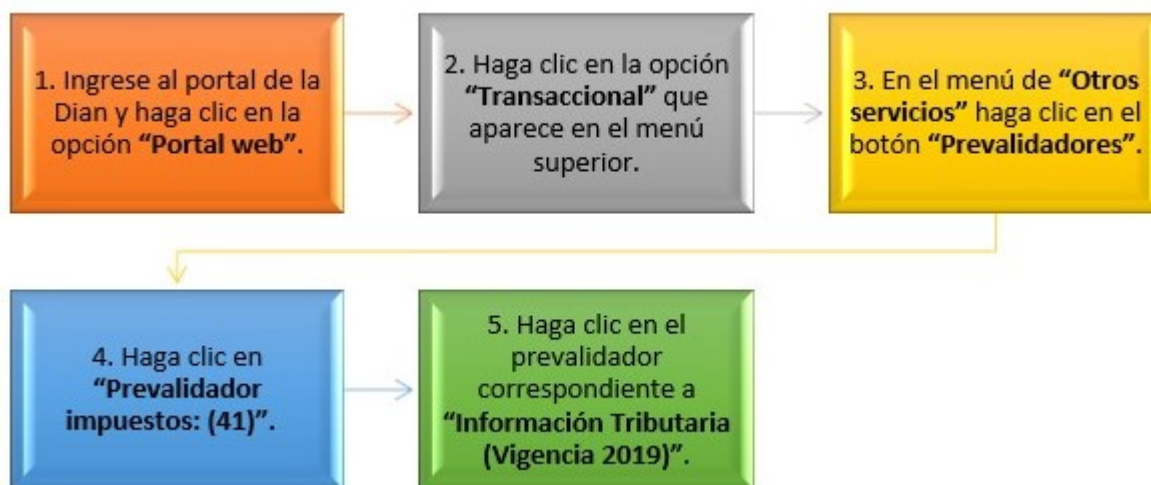 1. Ingrese al portal de la
Dian y haga clic en la
opción “Portal web”.
2. Haga clic en la opción
“Transaccional” que
aparece en el menú
superior.
3. En el menú de “Otros
servicios” haga clic en el
botón “Prevalidadores”.
4. Haga clic en
“Prevalidador
impuestos: (41)”.
5. Haga clic en el
prevalidador
correspondiente a
“Información Tributaria
(Vigencia 2019)”.